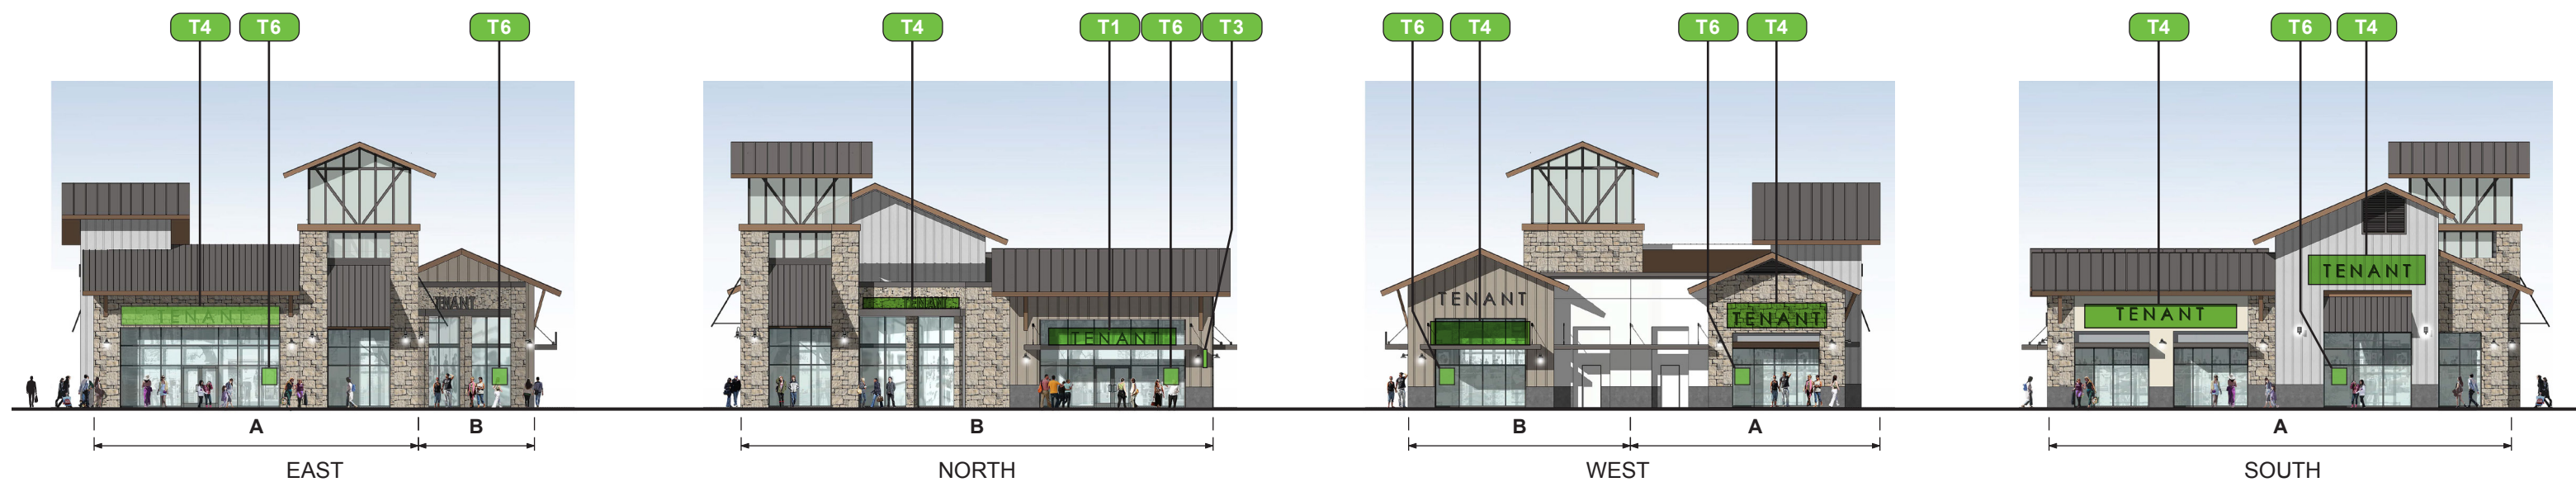 T4 T6 T6
TENANT
TENANT
A B
EAST
T4 T1 T6 T3
TENANT
TENANT
B
NORTH
T6 T4 T6 T4
TENANT
TENANT
B A
WEST
T4 T6 T4
TENANT
TENANT
A
SOUTH